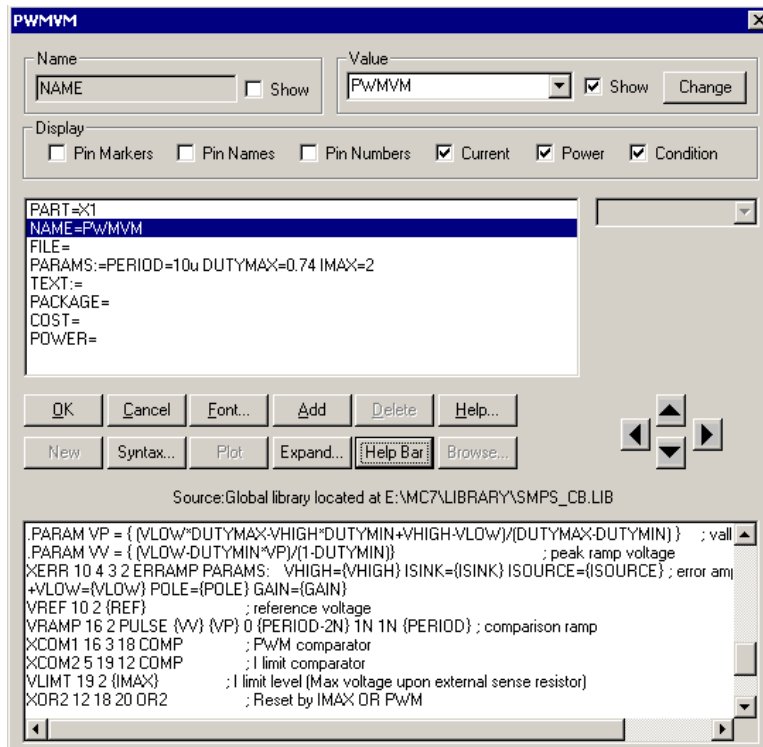 PWMVM
Name
Value
NAME
Show
PWMVM
Show
Change
Display
Pin Markers
Pin Names
Pin Numbers
Current
Power
Condition
PART=X1
NAME=PWMVM
FILE=
PARAMS:=PERIOD=10u DUTYMAX=0.74 IMAX=2
TEXT:=
PACKAGE=
COST=
POWER=
OK
Cancel
Font...
Add
Delete
Help...
New
Syntax...
Plot
Expand...
Help Bar
Browse...
Source:Global library located at E:\MC7\LIBRARY\SMPS_CB.LIB
.PARAM VP = { (VLOW*DUTYMAX-VHIGH*DUTYMIN+VHIGH-VLOW)/(DUTYMAX-DUTYMIN) } ; vall
.PARAM VV = { (VLOW-DUTYMIN*VP)/(1-DUTYMIN)} ; peak ramp voltage
XERR 10 4 3 2 ERRAMP PARAMS: VHIGH={VHIGH} ISINK={ISINK} ISOURCE={ISOURCE} ; error amp
+VLOW={VLOW} POLE={POLE} GAIN={GAIN}
VREF 10 2 {REF} ; reference voltage
VRAMP 16 2 PULSE {VV} {VP} 0 {PERIOD-2N} 1N 1N {PERIOD} ; comparison ramp
XCOM1 16 3 18 COMP ; PWM comparator
XCOM2 5 19 12 COMP ; I limit comparator
VLIMT 19 2 {IMAX} ; I limit level (Max voltage upon external sense resistor)
XOR2 12 18 20 OR2 ; Reset by IMAX OR PWM